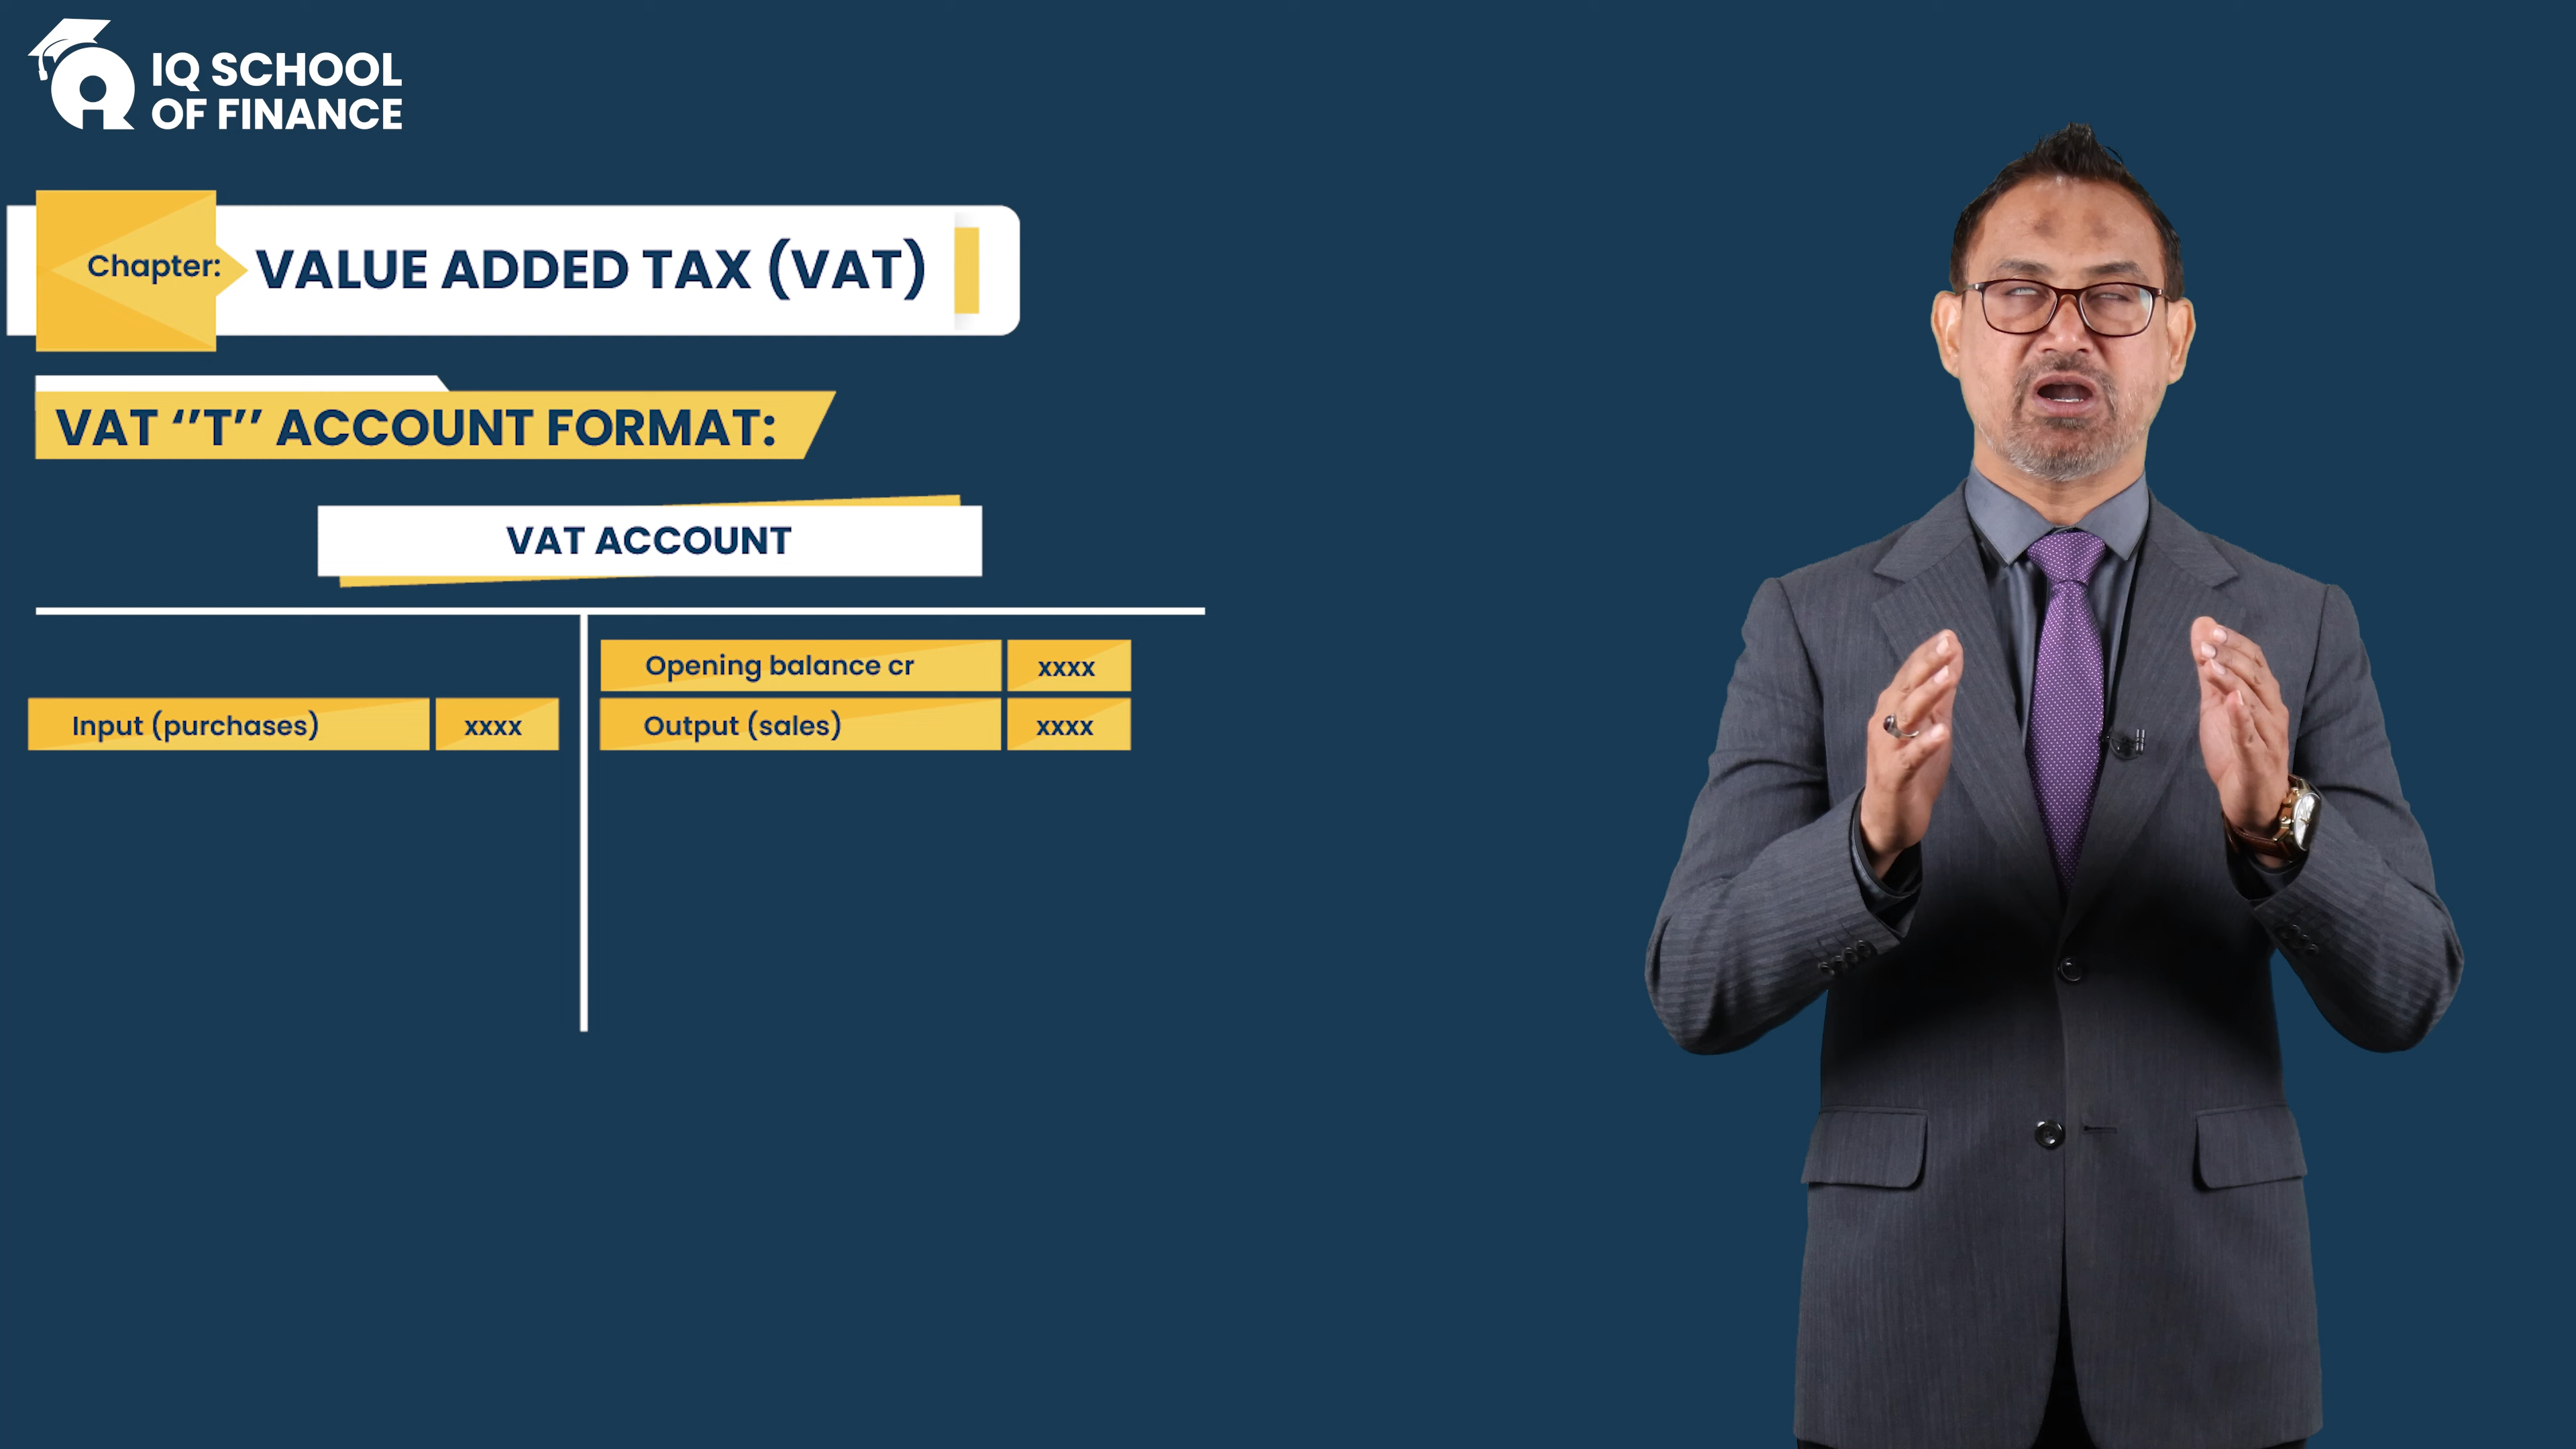 IQ SCHOOL
OF FINANCE
Chapter: VALUE ADDED TAX (VAT)
VAT ‘’T’’ ACCOUNT FORMAT:
VAT ACCOUNT
Opening balance cr xxxx
Input (purchases) xxxx Output (sales) xxxx